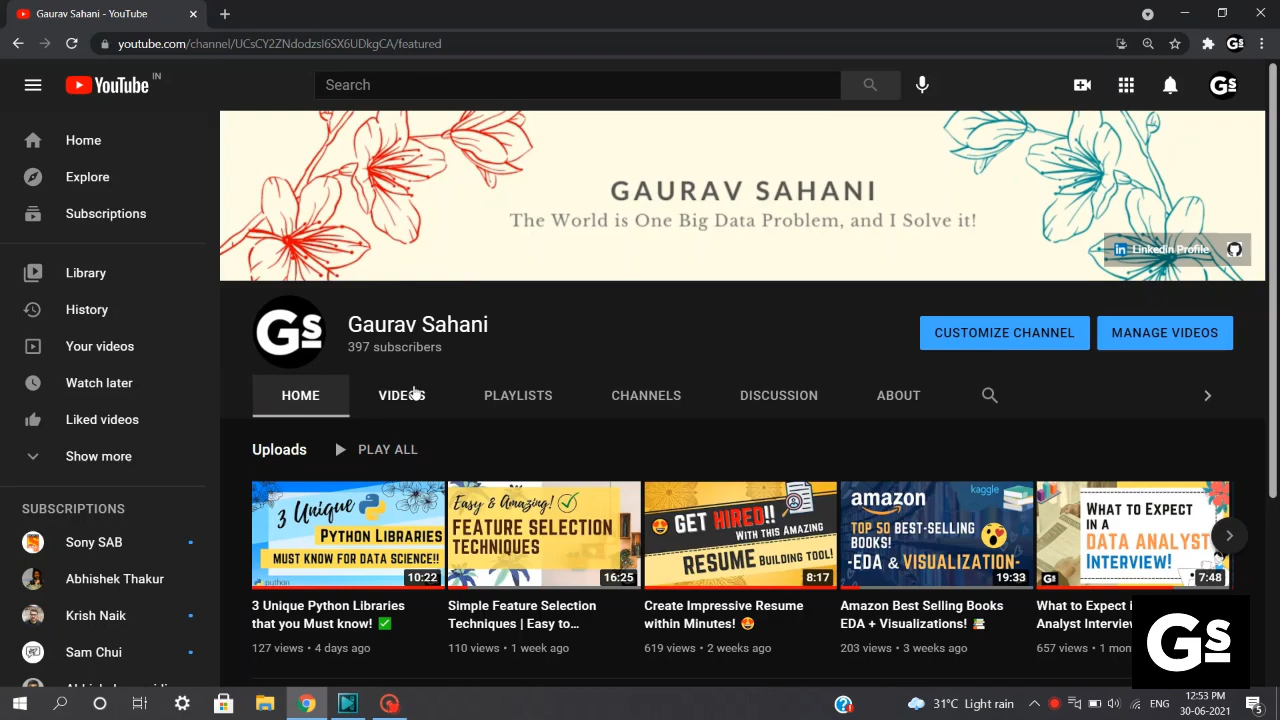 Gaurav Sahani - YouTube
youtube.com/channel/UCsCY2ZNdodzsI6SX6UDkgCA/featured
YouTube IN
Search
Home
Explore
Subscriptions
Library
History
Your videos
Watch later
Liked videos
Show more
SUBSCRIPTIONS
Sony SAB
Abhishek Thakur
Krish Naik
Sam Chui
GAURAV SAHANI
The World is One Big Data Problem, and I Solve it!
Linkedin Profile
Gs
Gaurav Sahani
397 subscribers
CUSTOMIZE CHANNEL
MANAGE VIDEOS
HOME
VIDEOS
PLAYLISTS
CHANNELS
DISCUSSION
ABOUT
Uploads
PLAY ALL
3 Unique
PYTHON LIBRARIES
MUST KNOW FOR DATA SCIENCE!!
python
10:22
3 Unique Python Libraries
that you Must know! ✅
127 views • 4 days ago
Easy & Amazing!
FEATURE SELECTION
TECHNIQUES
16:25
Simple Feature Selection
Techniques | Easy to...
110 views • 1 week ago
GET HIRED!!
WITH THIS AMAZING
RESUME BUILDING TOOL!
8:17
Create Impressive Resume
within Minutes! 🤩
619 views • 2 weeks ago
amazon
kaggle
TOP 50 BEST-SELLING
BOOKS!
-EDA & VISUALIZATION-
19:33
Amazon Best Selling Books
EDA + Visualizations! 📚
203 views • 3 weeks ago
WHAT TO EXPECT
IN A
DATA ANALYST
INTERVIEW!
Gs
7:48
What to Expect
Analyst Interview
657 views • 1
Gs
31°C Light rain
ENG
12:53 PM
30-06-2021
5